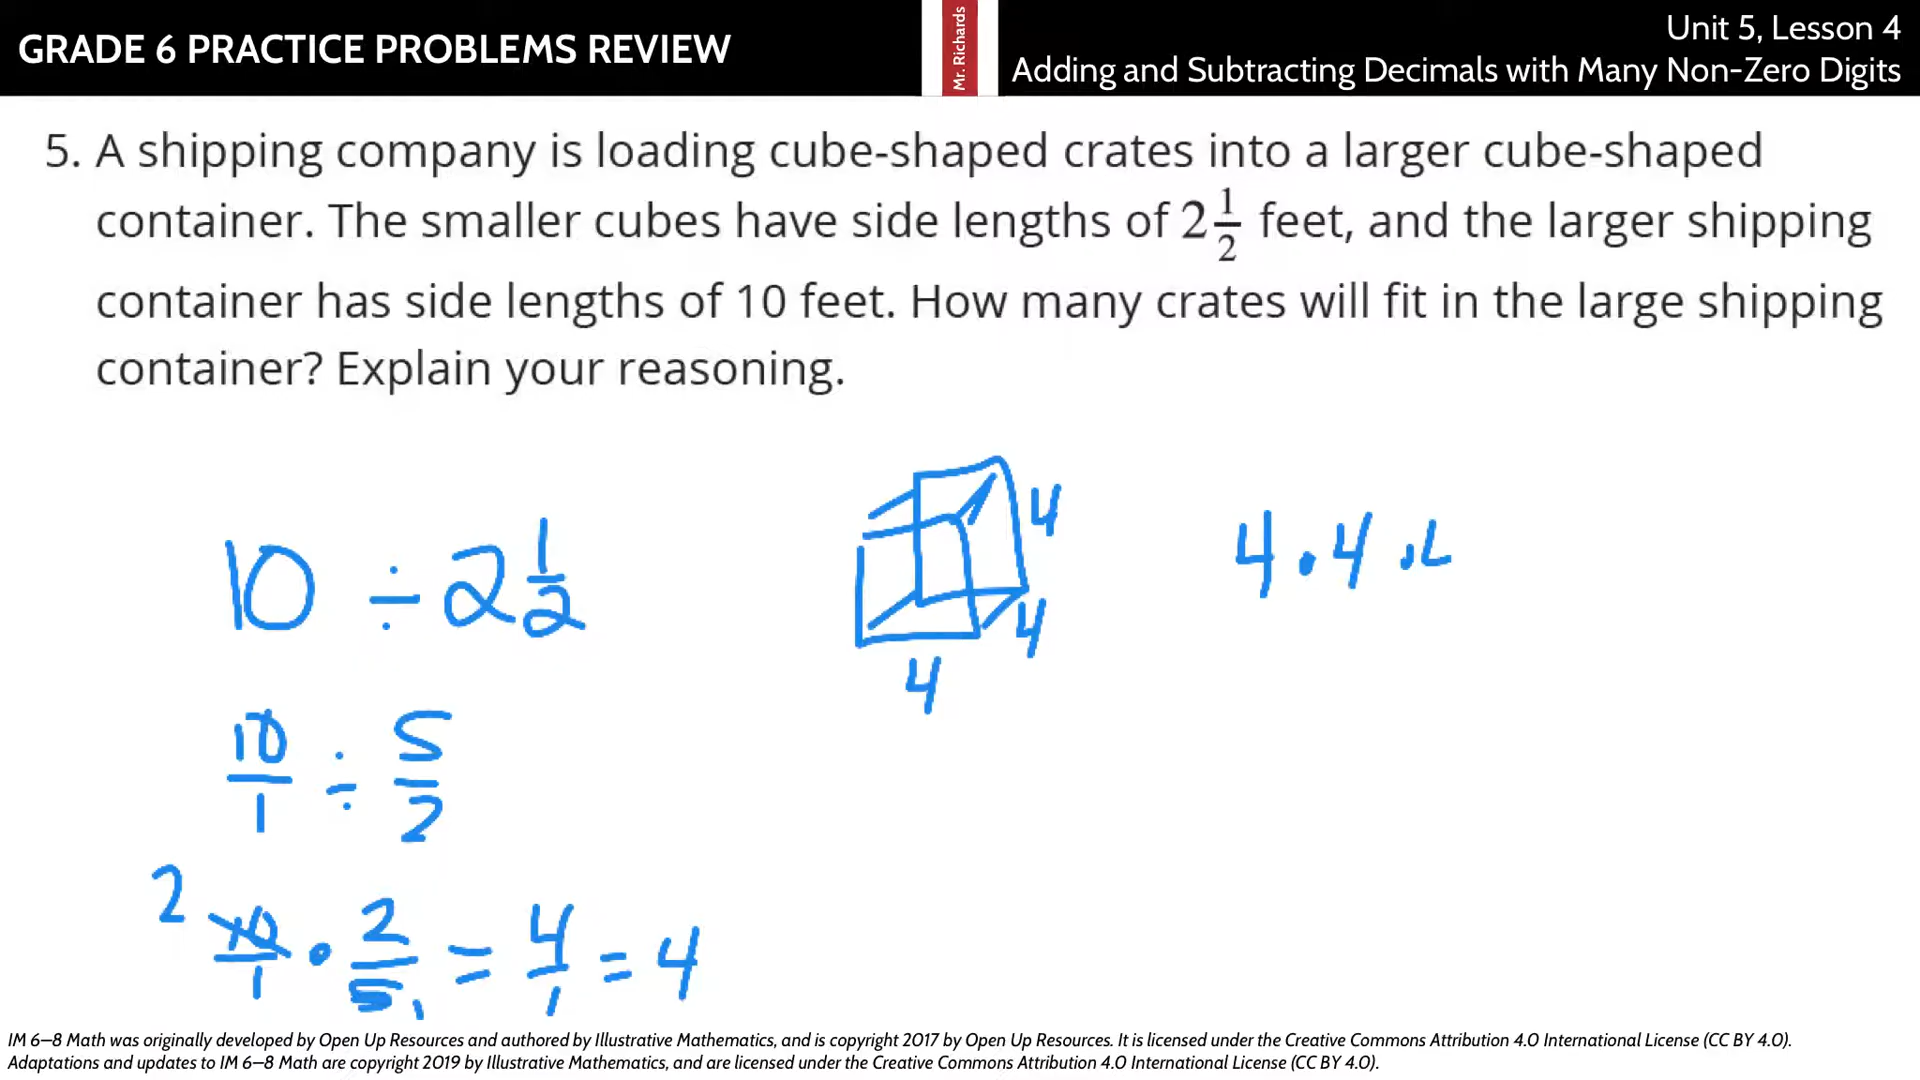 GRADE 6 PRACTICE PROBLEMS REVIEW
Mr. Richards
Unit 5, Lesson 4
Adding and Subtracting Decimals with Many Non-Zero Digits
5. A shipping company is loading cube-shaped crates into a larger cube-shaped
container. The smaller cubes have side lengths of 2 1/2 feet, and the larger shipping
container has side lengths of 10 feet. How many crates will fit in the large shipping
container? Explain your reasoning.
10 ÷ 2 1/2
10/1 ÷ 5/2
2
10/1 • 2/5 1 = 4/1 = 4
4
4
4
4 • 4 •
IM 6–8 Math was originally developed by Open Up Resources and authored by Illustrative Mathematics, and is copyright 2017 by Open Up Resources. It is licensed under the Creative Commons Attribution 4.0 International License (CC BY 4.0).
Adaptations and updates to IM 6–8 Math are copyright 2019 by Illustrative Mathematics, and are licensed under the Creative Commons Attribution 4.0 International License (CC BY 4.0).